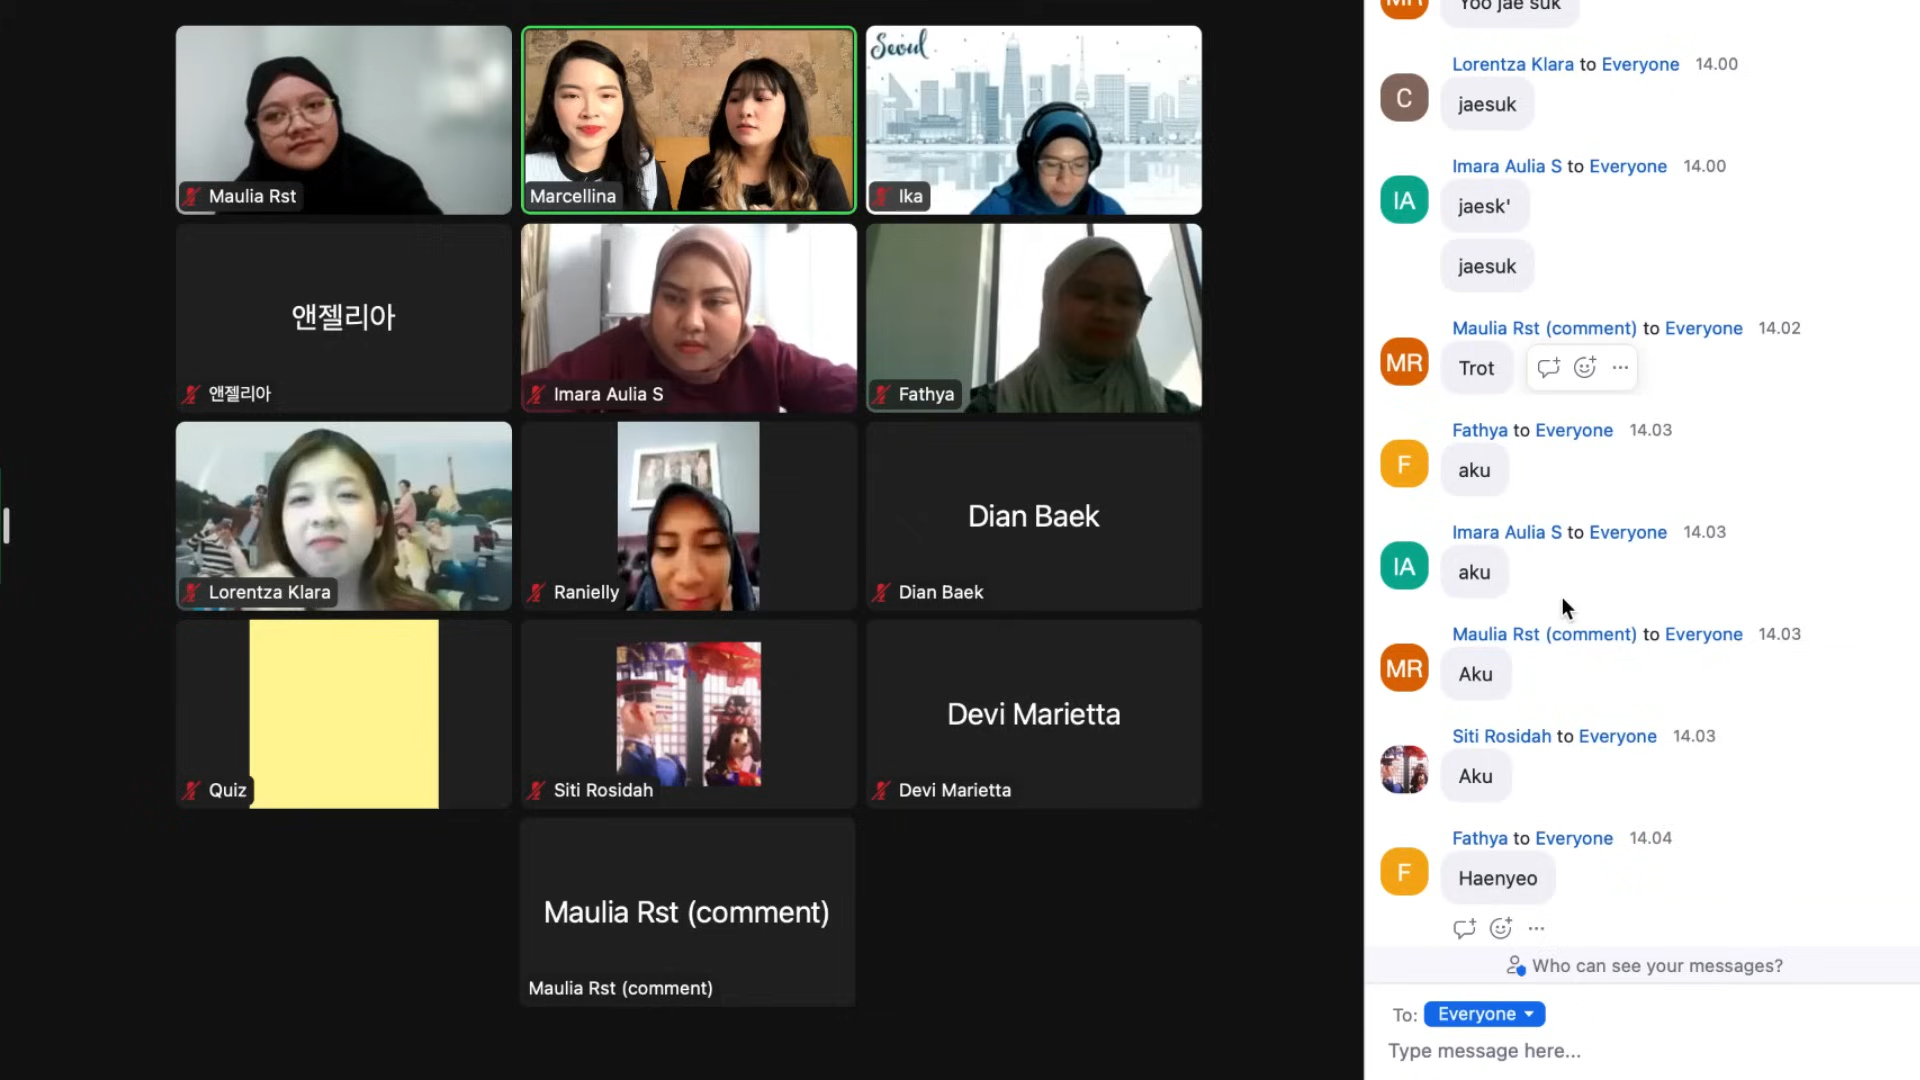 Maulia Rst
Marcellina
Seoul
Ika
앤젤리아
앤젤리아
Imara Aulia S
Fathya
Lorentza Klara
Ranielly
Dian Baek
Dian Baek
Quiz
Siti Rosidah
Devi Marietta
Devi Marietta
Maulia Rst (comment)
Maulia Rst (comment)
MR
Yoo jae suk
Lorentza Klara to Everyone 14.00
C
jaesuk
Imara Aulia S to Everyone 14.00
IA
jaesk'
jaesuk
Maulia Rst (comment) to Everyone 14.02
MR
Trot
Fathya to Everyone 14.03
F
aku
Imara Aulia S to Everyone 14.03
IA
aku
Maulia Rst (comment) to Everyone 14.03
MR
Aku
Siti Rosidah to Everyone 14.03
Aku
Fathya to Everyone 14.04
F
Haenyeo
Who can see your messages?
To: Everyone
Type message here...